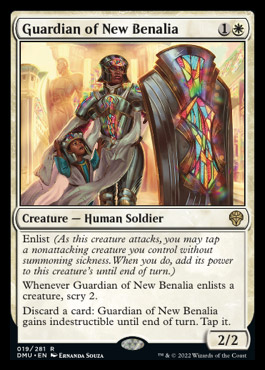 Guardian of New Benalia 1
Creature — Human Soldier
Enlist (As this creature attacks, you may tap
a nonattacking creature you control without
summoning sickness. When you do, add its power
to this creature's until end of turn.)
Whenever Guardian of New Benalia enlists a
creature, scry 2.
Discard a card: Guardian of New Benalia
gains indestructible until end of turn. Tap it.
2/2
019/281 R
DMU • EN ERNANDA SOUZA
™ & © 2022 Wizards of the Coast